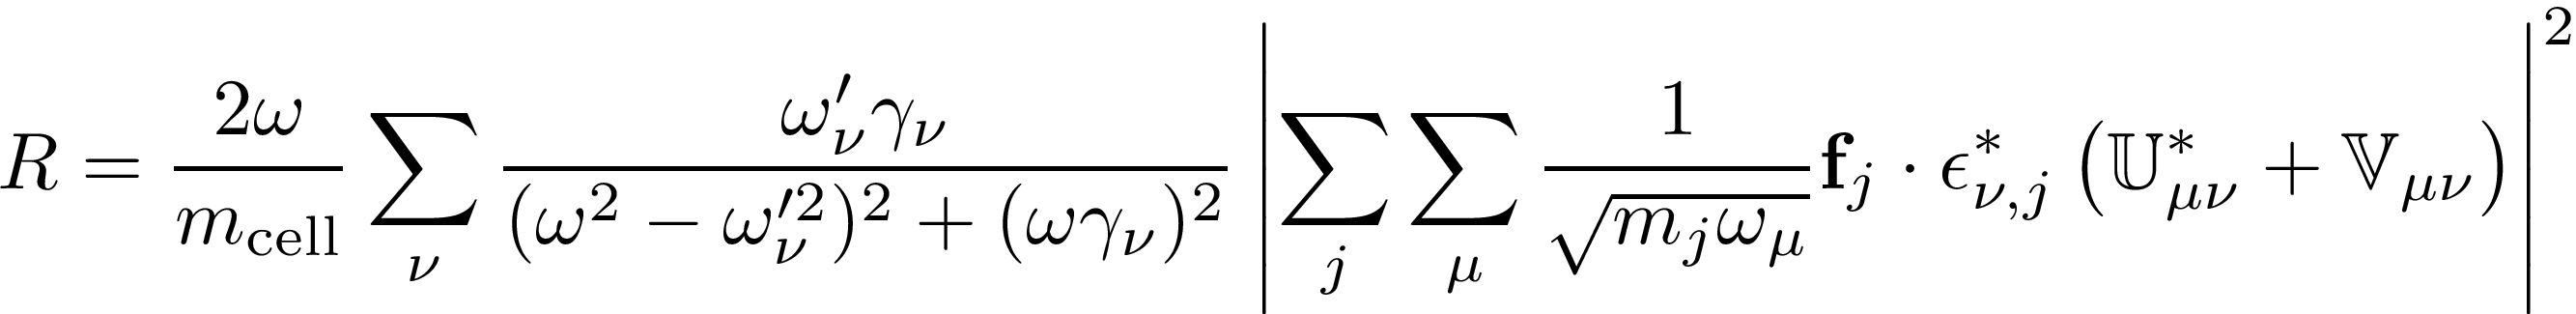 R = \frac{2\omega}{m_{\text{cell}}} \sum_{\nu} \frac{\omega'_{\nu}\gamma_{\nu}}{(\omega^2 - \omega'^2_{\nu})^2 + (\omega\gamma_{\nu})^2} \left| \sum_{j} \sum_{\mu} \frac{1}{\sqrt{m_j\omega_{\mu}}} \mathbf{f}_j \cdot \epsilon^*_{\nu,j} \left( \mathbb{U}^*_{\mu\nu} + \mathbb{V}_{\mu\nu} \right) \right|^2